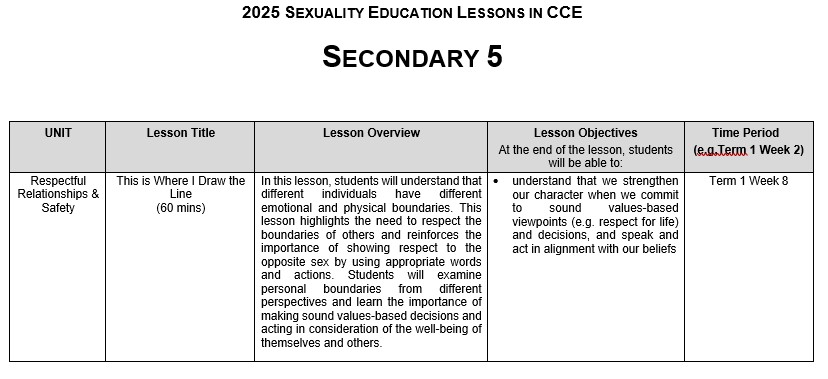 2025 SEXUALITY EDUCATION LESSONS IN CCE
SECONDARY 5
UNIT
Lesson Title
Lesson Overview
Lesson Objectives
At the end of the lesson, students
will be able to:
Time Period
(e.g.Term 1 Week 2)
Respectful
Relationships &
Safety
This is Where I Draw the
Line
(60 mins)
In this lesson, students will understand that
different individuals have different
emotional and physical boundaries. This
lesson highlights the need to respect the
boundaries of others and reinforces the
importance of showing respect to the
opposite sex by using appropriate words
and actions. Students will examine
personal boundaries from different
perspectives and learn the importance of
making sound values-based decisions and
acting in consideration of the well-being of
themselves and others.
• understand that we strengthen
our character when we commit
to sound values-based
viewpoints (e.g. respect for life)
and decisions, and speak and
act in alignment with our beliefs
Term 1 Week 8